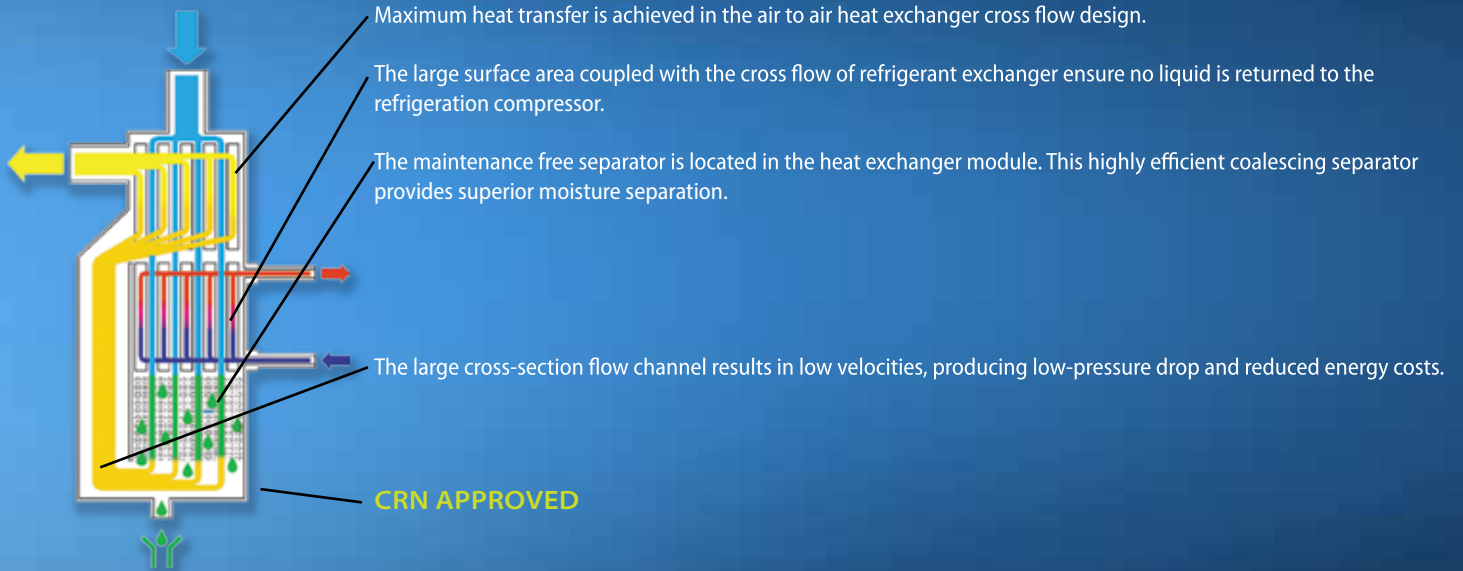 Maximum heat transfer is achieved in the air to air heat exchanger cross flow design.
The large surface area coupled with the cross flow of refrigerant exchanger ensure no liquid is returned to the
refrigeration compressor.
The maintenance free separator is located in the heat exchanger module. This highly efficient coalescing separator
provides superior moisture separation.
The large cross-section flow channel results in low velocities, producing low-pressure drop and reduced energy costs.
CRN APPROVED